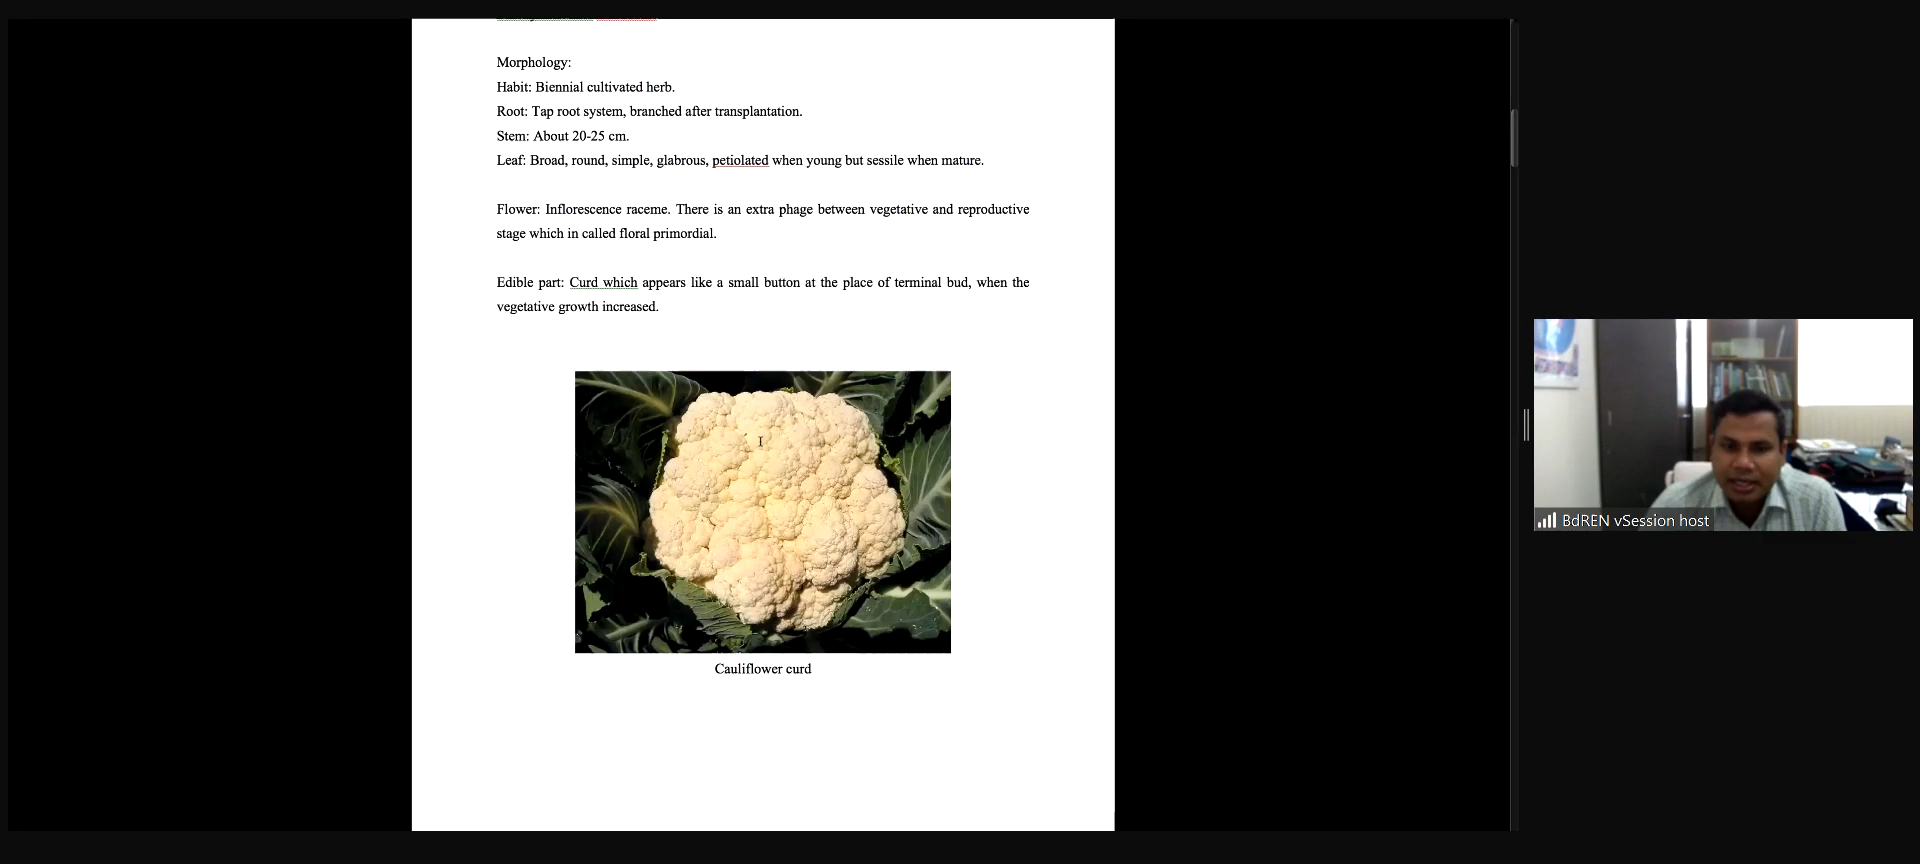 Morphology:
Habit: Biennial cultivated herb.
Root: Tap root system, branched after transplantation.
Stem: About 20-25 cm.
Leaf: Broad, round, simple, glabrous, petiolated when young but sessile when mature.
Flower: Inflorescence raceme. There is an extra phage between vegetative and reproductive
stage which in called floral primordial.
Edible part: Curd which appears like a small button at the place of terminal bud, when the
vegetative growth increased.
Cauliflower curd
BdREN vSession host